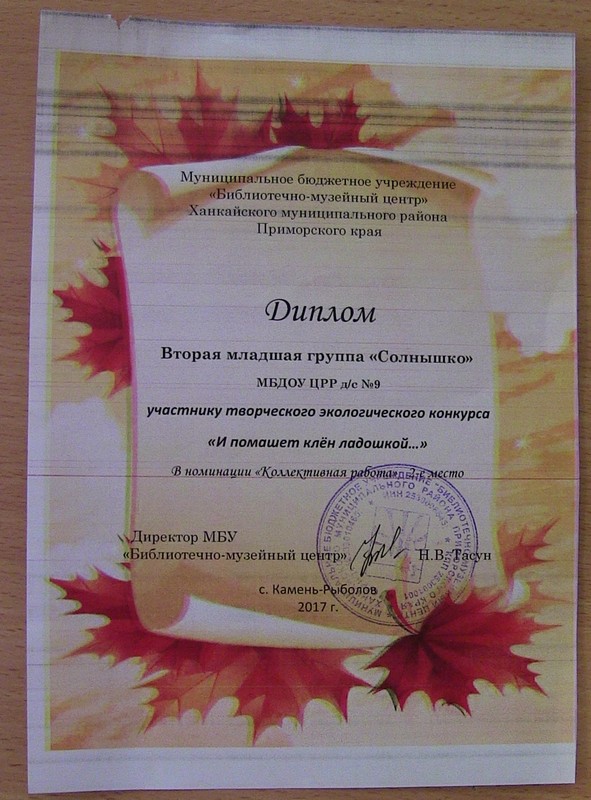 Муниципальное бюджетное учреждение
«Библиотечно-музейный центр»
Ханкайского муниципального района
Приморского края
Диплом
Вторая младшая группа «Солнышко»
МБДОУ ЦРР д/с №9
участнику творческого экологического конкурса
«И помашет клён ладошкой...»
В номинации «Коллективная работа» 2-е место
Директор МБУ
«Библиотечно-музейный центр» Н.В. Тасун
с. Камень-Рыболов
2017 г.